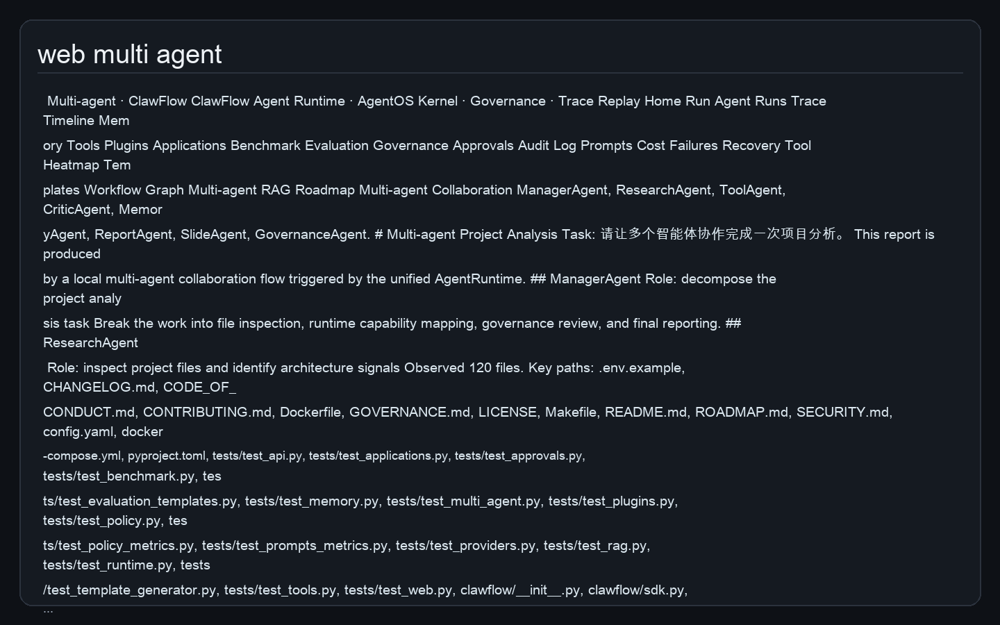 web multi agent
Multi-agent · ClawFlow ClawFlow Agent Runtime · AgentOS Kernel · Governance · Trace Replay Home Run Agent Runs Trace
Timeline Mem
ory Tools Plugins Applications Benchmark Evaluation Governance Approvals Audit Log Prompts Cost Failures Recovery Tool
Heatmap Tem
plates Workflow Graph Multi-agent RAG Roadmap Multi-agent Collaboration ManagerAgent, ResearchAgent, ToolAgent,
CriticAgent, Memor
yAgent, ReportAgent, SlideAgent, GovernanceAgent. # Multi-agent Project Analysis Task: 请让多个智能体协作完成一次项目分析。 This report is
produced
by a local multi-agent collaboration flow triggered by the unified AgentRuntime. ## ManagerAgent Role: decompose the
project analy
sis task Break the work into file inspection, runtime capability mapping, governance review, and final reporting. ##
ResearchAgent
Role: inspect project files and identify architecture signals Observed 120 files. Key paths: .env.example,
CHANGELOG.md, CODE_OF_
CONDUCT.md, CONTRIBUTING.md, Dockerfile, GOVERNANCE.md, LICENSE, Makefile, README.md, ROADMAP.md, SECURITY.md,
config.yaml, docker
-compose.yml, pyproject.toml, tests/test_api.py, tests/test_applications.py, tests/test_approvals.py,
tests/test_benchmark.py, tes
ts/test_evaluation_templates.py, tests/test_memory.py, tests/test_multi_agent.py, tests/test_plugins.py,
tests/test_policy.py, tes
ts/test_policy_metrics.py, tests/test_prompts_metrics.py, tests/test_providers.py, tests/test_rag.py,
tests/test_runtime.py, tests
/test_template_generator.py, tests/test_tools.py, tests/test_web.py, clawflow/__init__.py, clawflow/sdk.py,
...